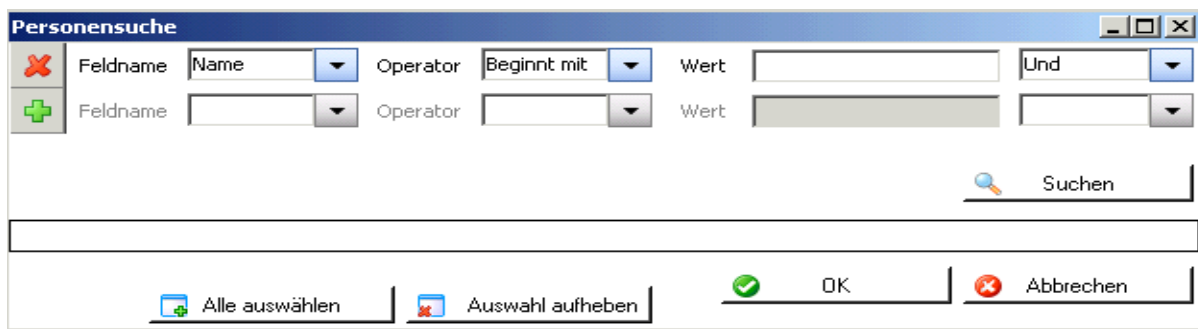 Personensuche
Feldname Name Operator Beginnt mit Wert Und
Feldname Operator Wert
Suchen
Alle auswählen Auswahl aufheben OK Abbrechen